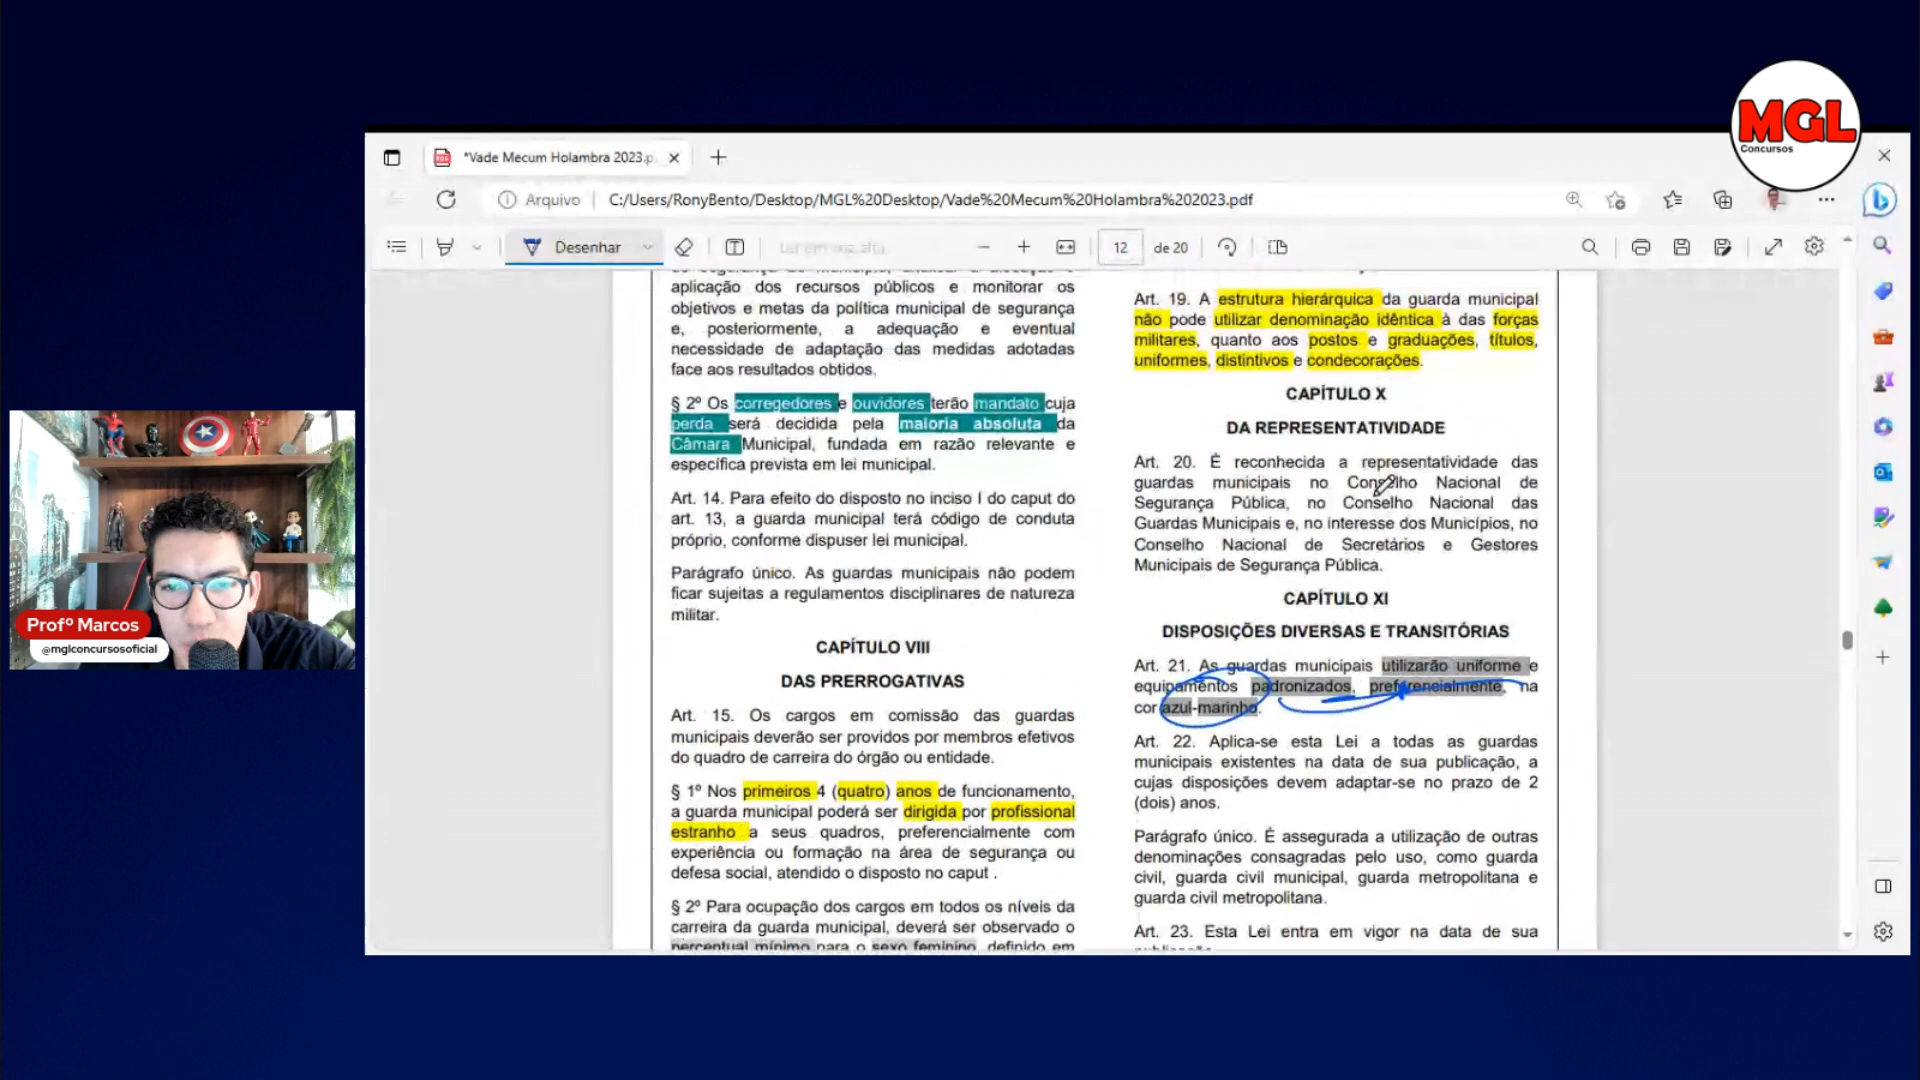 MGL
Concursos
*Vade Mecum Holambra 2023.p
Arquivo
C:/Users/RonyBento/Desktop/MGL%20Desktop/Vade%20Mecum%20Holambra%202023.pdf
Desenhar
Ler em voz alta
12
de 20
aplicação dos recursos públicos e monitorar os
objetivos e metas da política municipal de segurança
e, posteriormente, a adequação e eventual
necessidade de adaptação das medidas adotadas
face aos resultados obtidos.
§ 2º Os corregedores e ouvidores terão mandato cuja
perda será decidida pela maioria absoluta da
Câmara Municipal, fundada em razão relevante e
específica prevista em lei municipal.
Art. 14. Para efeito do disposto no inciso I do caput do
art. 13, a guarda municipal terá código de conduta
próprio, conforme dispuser lei municipal.
Parágrafo único. As guardas municipais não podem
ficar sujeitas a regulamentos disciplinares de natureza
militar.
CAPÍTULO VIII
DAS PRERROGATIVAS
Art. 15. Os cargos em comissão das guardas
municipais deverão ser providos por membros efetivos
do quadro de carreira do órgão ou entidade.
§ 1º Nos primeiros 4 (quatro) anos de funcionamento,
a guarda municipal poderá ser dirigida por profissional
estranho a seus quadros, preferencialmente com
experiência ou formação na área de segurança ou
defesa social, atendido o disposto no caput .
§ 2º Para ocupação dos cargos em todos os níveis da
carreira da guarda municipal, deverá ser observado o
percentual mínimo para o sexo feminino, definido em
Art. 19. A estrutura hierárquica da guarda municipal
não pode utilizar denominação idêntica à das forças
militares, quanto aos postos e graduações, títulos,
uniformes, distintivos e condecorações.
CAPÍTULO X
DA REPRESENTATIVIDADE
Art. 20. É reconhecida a representatividade das
guardas municipais no Conselho Nacional de
Segurança Pública, no Conselho Nacional das
Guardas Municipais e, no interesse dos Municípios, no
Conselho Nacional de Secretários e Gestores
Municipais de Segurança Pública.
CAPÍTULO XI
DISPOSIÇÕES DIVERSAS E TRANSITÓRIAS
Art. 21. As guardas municipais utilizarão uniforme e
equipamentos padronizados, preferencialmente, na
cor azul-marinho.
Art. 22. Aplica-se esta Lei a todas as guardas
municipais existentes na data de sua publicação, a
cujas disposições devem adaptar-se no prazo de 2
(dois) anos.
Parágrafo único. É assegurada a utilização de outras
denominações consagradas pelo uso, como guarda
civil, guarda civil municipal, guarda metropolitana e
guarda civil metropolitana.
Art. 23. Esta Lei entra em vigor na data de sua
Profº Marcos
@mglconcursosoficial